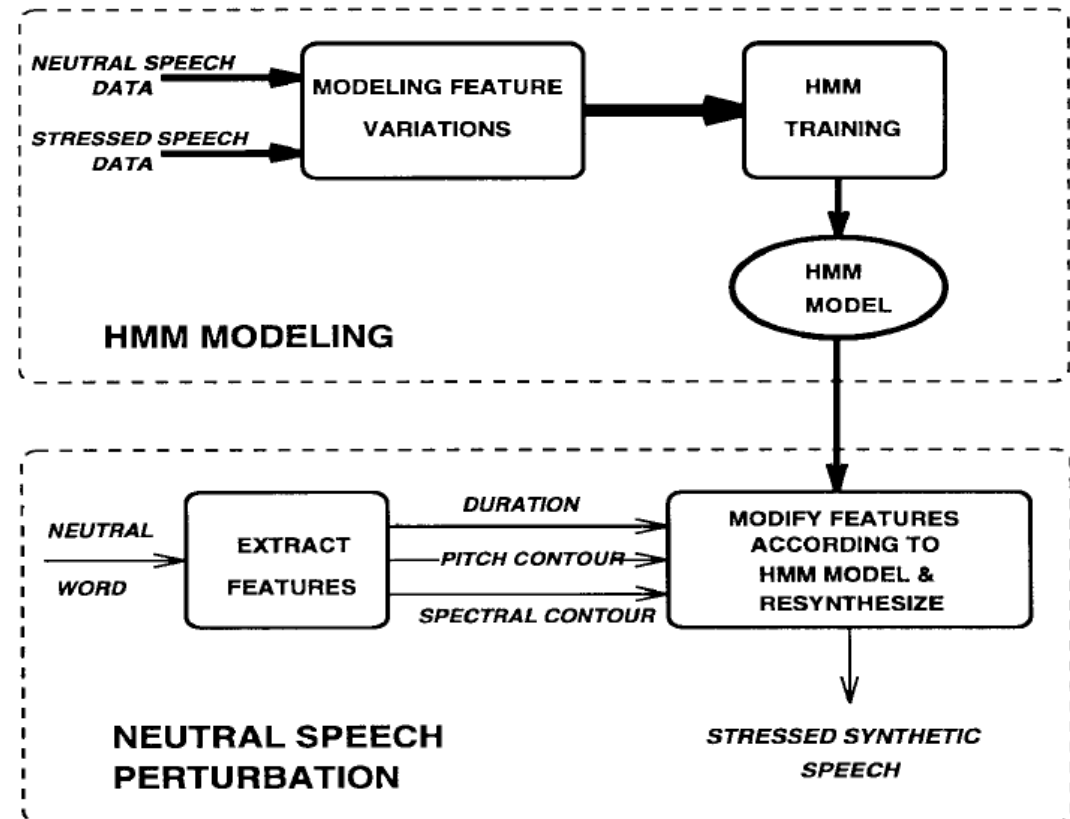 NEUTRAL SPEECH
DATA
STRESSED SPEECH
DATA
MODELING FEATURE
VARIATIONS
HMM
TRAINING
HMM
MODEL
HMM MODELING
NEUTRAL
WORD
EXTRACT
FEATURES
DURATION
PITCH CONTOUR
SPECTRAL CONTOUR
MODIFY FEATURES
ACCORDING TO
HMM MODEL &
RESYNTHESIZE
NEUTRAL SPEECH
PERTURBATION
STRESSED SYNTHETIC
SPEECH